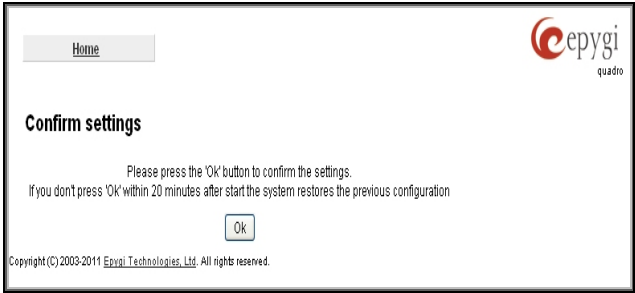 Home
epygi
quadro
Confirm settings
Please press the 'Ok' button to confirm the settings.
If you don't press 'Ok' within 20 minutes after start the system restores the previous configuration
Ok
Copyright (C) 2003-2011 Epygi Technologies, Ltd. All rights reserved.